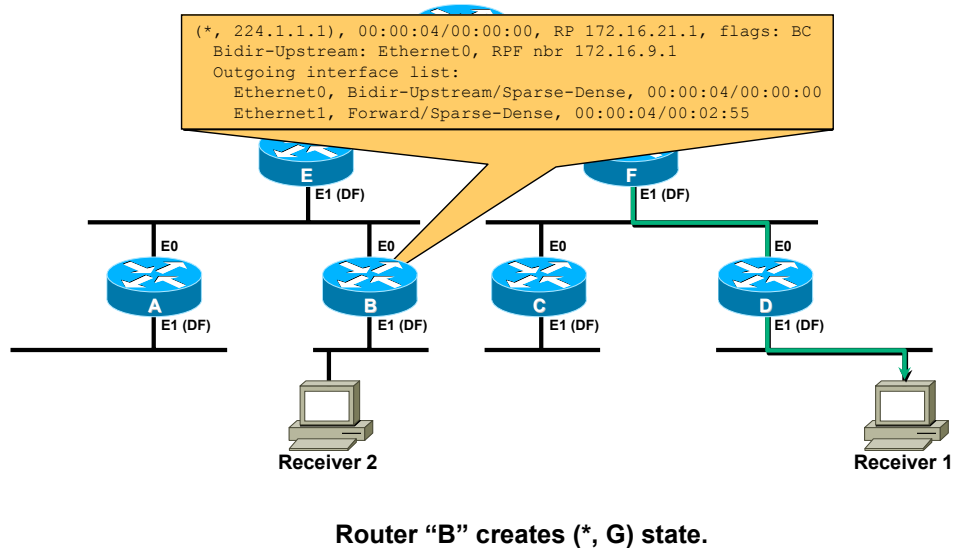 (*, 224.1.1.1), 00:00:04/00:00:00, RP 172.16.21.1, flags: BC
Bidir-Upstream: Ethernet0, RPF nbr 172.16.9.1
Outgoing interface list:
Ethernet0, Bidir-Upstream/Sparse-Dense, 00:00:04/00:00:00
Ethernet1, Forward/Sparse-Dense, 00:00:04/00:02:55
E
F
E1 (DF)
E1 (DF)
E0
E0
E0
E0
A
B
C
D
E1 (DF)
E1 (DF)
E1 (DF)
E1 (DF)
Receiver 2
Receiver 1
Router “B” creates (*, G) state.